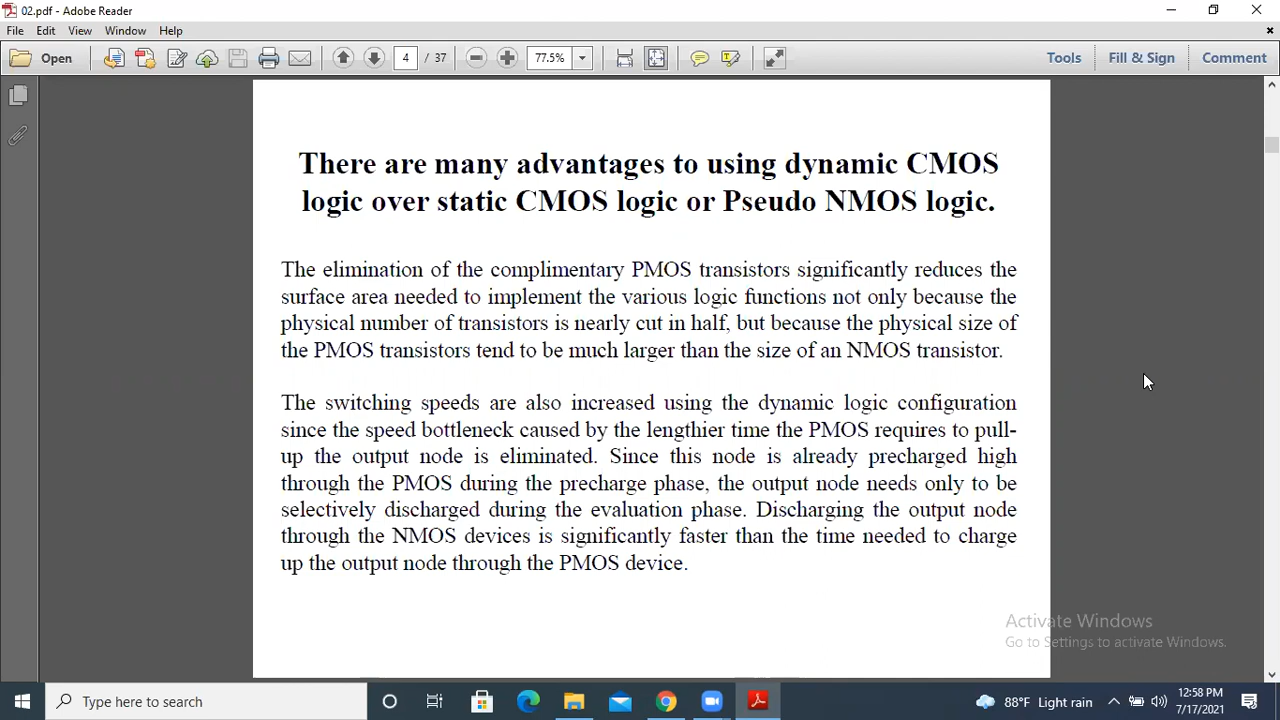 02.pdf - Adobe Reader
File Edit View Window Help
Open 4 / 37 77.5% Tools Fill & Sign Comment
There are many advantages to using dynamic CMOS
logic over static CMOS logic or Pseudo NMOS logic.
The elimination of the complimentary PMOS transistors significantly reduces the
surface area needed to implement the various logic functions not only because the
physical number of transistors is nearly cut in half, but because the physical size of
the PMOS transistors tend to be much larger than the size of an NMOS transistor.
The switching speeds are also increased using the dynamic logic configuration
since the speed bottleneck caused by the lengthier time the PMOS requires to pull-
up the output node is eliminated. Since this node is already precharged high
through the PMOS during the precharge phase, the output node needs only to be
selectively discharged during the evaluation phase. Discharging the output node
through the NMOS devices is significantly faster than the time needed to charge
up the output node through the PMOS device.
Activate Windows
Go to Settings to activate Windows.
Type here to search 88°F Light rain 12:58 PM
7/17/2021